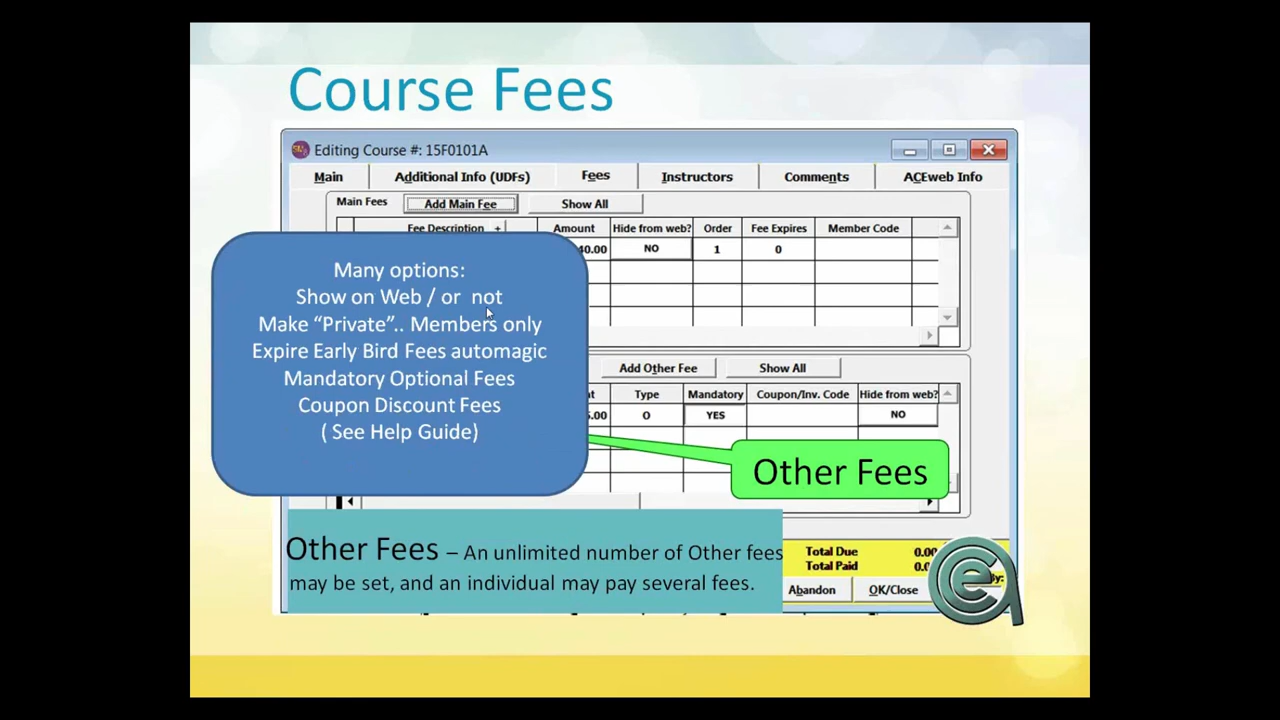 Course Fees
Editing Course #: 15F0101A
Main Additional Info (UDFs) Fees Instructors Comments ACEweb Info
Main Fees Add Main Fee Show All
Fee Description + Amount Hide from web? Order Fee Expires Member Code
40.00 NO 1 0
Many options:
Show on Web / or not
Make “Private”.. Members only
Expire Early Bird Fees automagic
Mandatory Optional Fees
Coupon Discount Fees
( See Help Guide)
Add Other Fee Show All
Type Mandatory Coupon/Inv. Code Hide from web?
O YES NO
Other Fees
Other Fees – An unlimited number of Other fees
may be set, and an individual may pay several fees.
Total Due 0.00
Total Paid
Abandon OK/Close